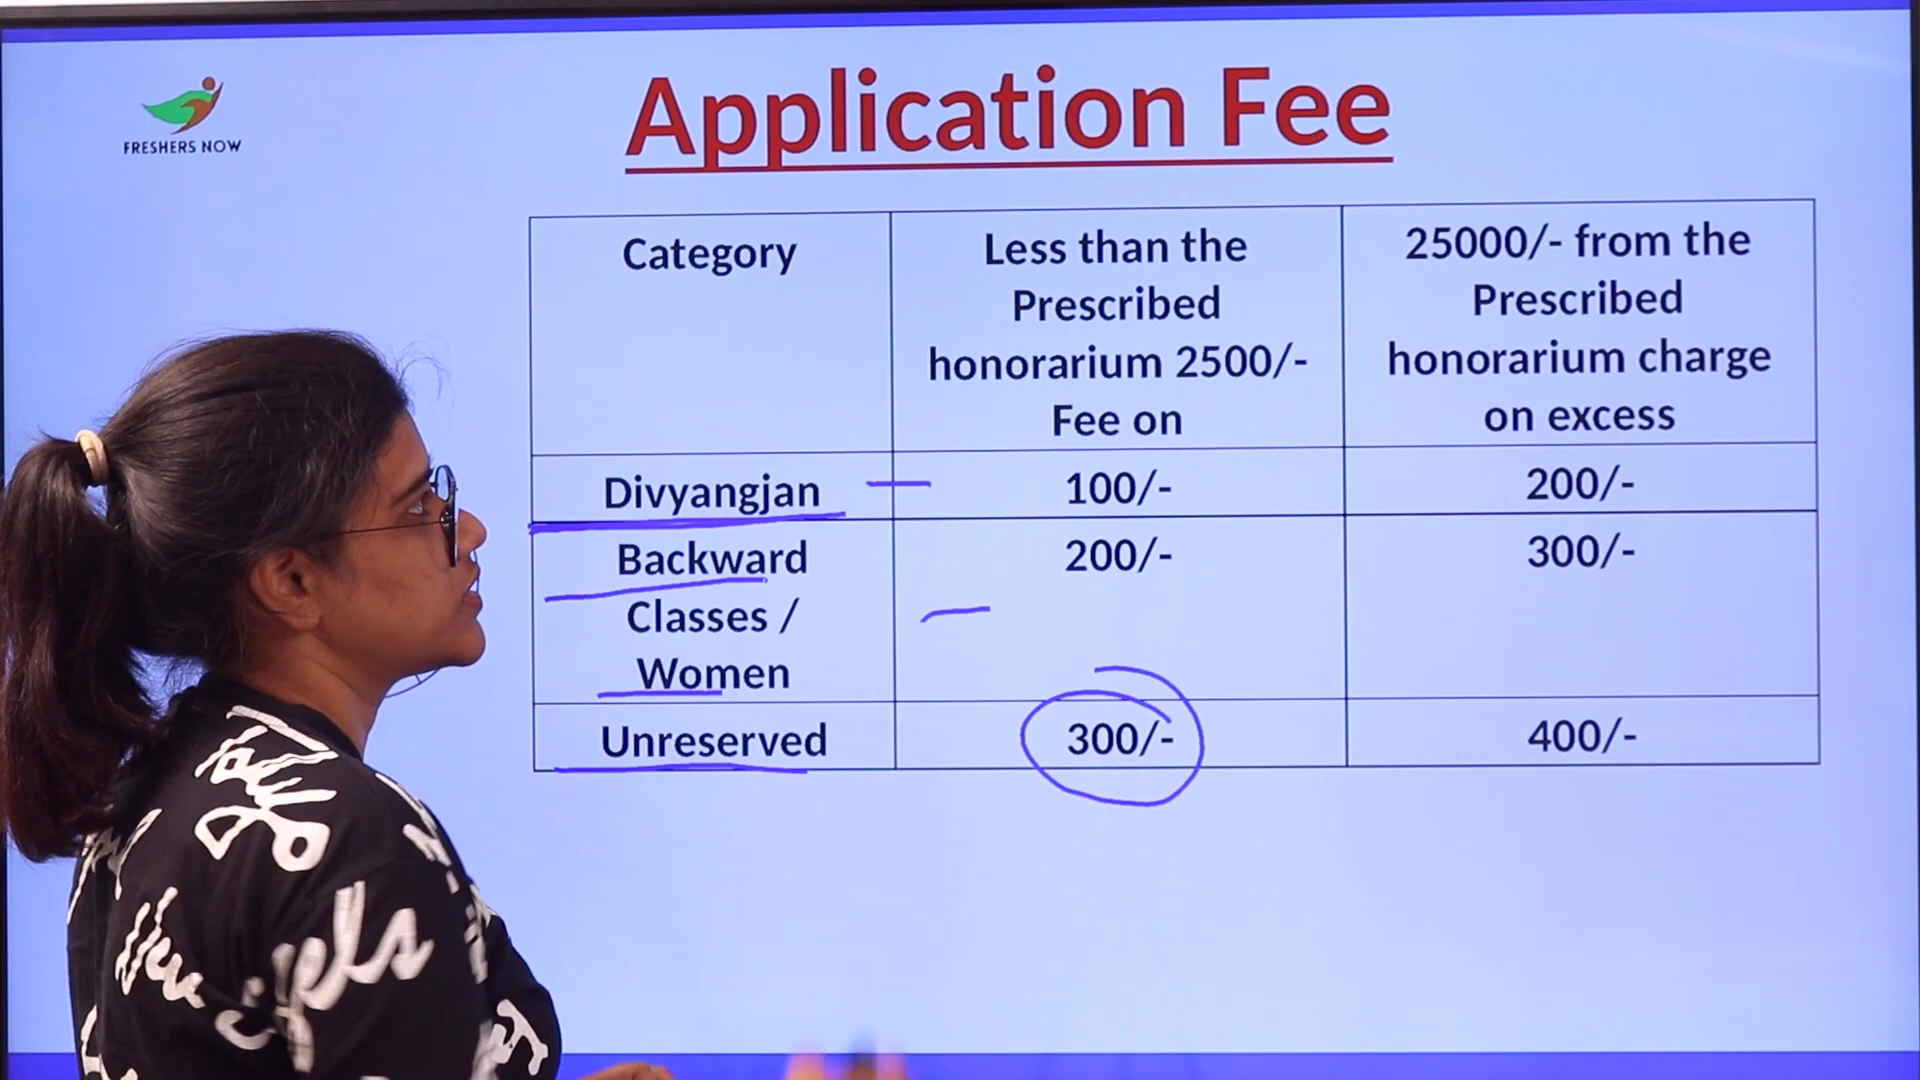 FRESHERS NOW
Application Fee
Category
Less than the
Prescribed
honorarium 2500/-
Fee on
25000/- from the
Prescribed
honorarium charge
on excess
Divyangjan
100/-
200/-
Backward
Classes /
Women
200/-
300/-
Unreserved
300/-
400/-